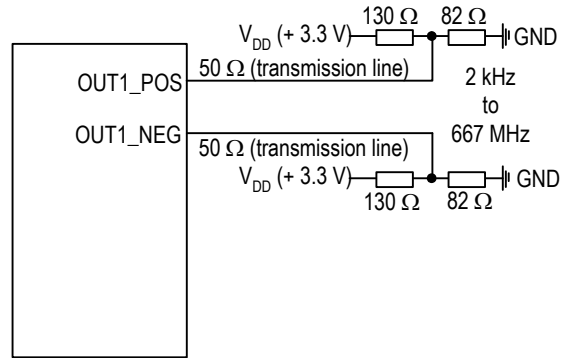 130 Ω 82 Ω
V_DD (+ 3.3 V) GND
50 Ω (transmission line)
OUT1_POS
2 kHz
to
667 MHz
OUT1_NEG
50 Ω (transmission line)
V_DD (+ 3.3 V) GND
130 Ω 82 Ω